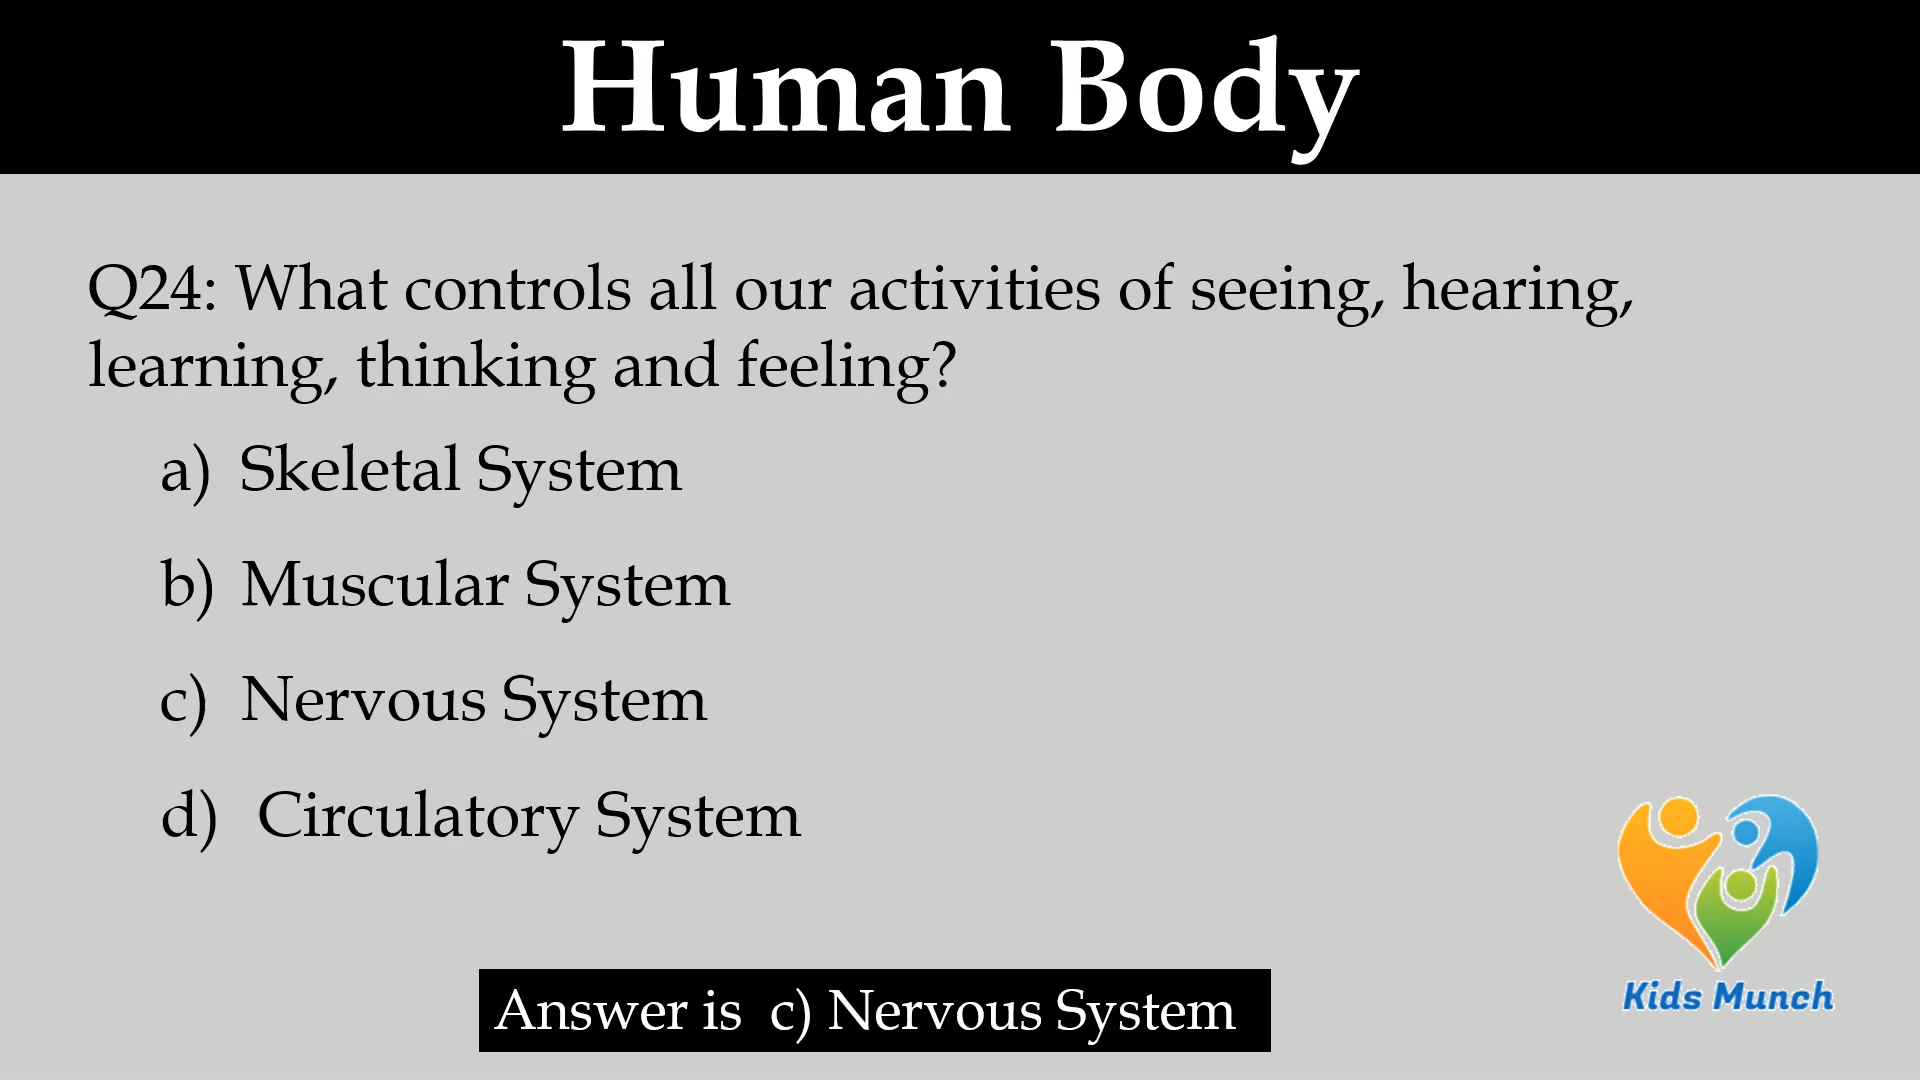 Human Body
Q24: What controls all our activities of seeing, hearing,
learning, thinking and feeling?
a) Skeletal System
b) Muscular System
c) Nervous System
d) Circulatory System
Kids Munch
Answer is c) Nervous System